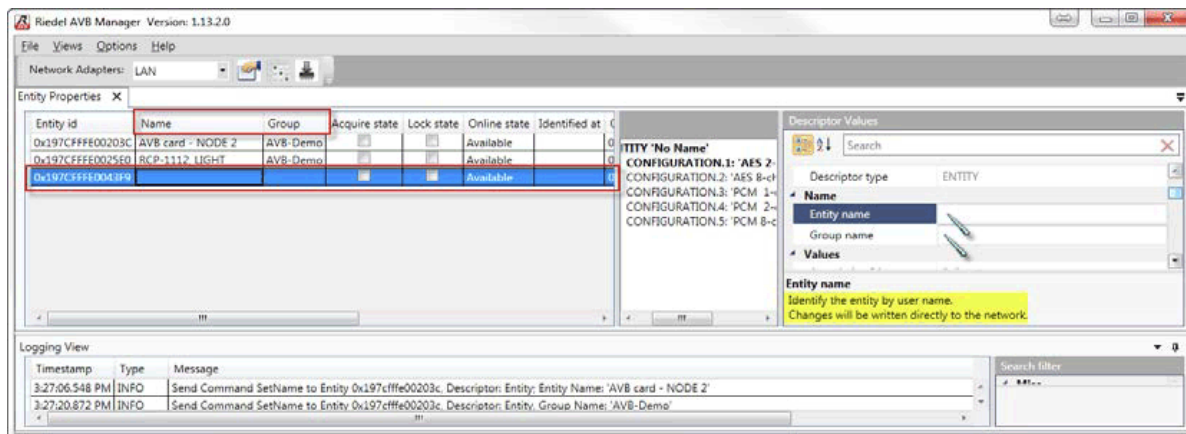 Riedel AVB Manager Version: 1.13.2.0
File Views Options Help
Network Adapters: LAN
Entity Properties X
Entity id Name Group Acquire state Lock state Online state Identified at
0x197CFFFE00203C AVB card - NODE 2 AVB-Demo Available 0
0x197CFFFE0025E0 RCP-1112_LIGHT AVB-Demo Available 0
0x197CFFFE0043F9 Available 0
TITY 'No Name'
CONFIGURATION.1: 'AES 2-
CONFIGURATION.2: 'AES 8-ch
CONFIGURATION.3: 'PCM 1-
CONFIGURATION.4: 'PCM 2-
CONFIGURATION.5: 'PCM 8-c
Descriptor Values
Search
Descriptor type ENTITY
Name
Entity name
Group name
Values
Entity name
Identify the entity by user name.
Changes will be written directly to the network.
Logging View
Timestamp Type Message
3:27:06.548 PM INFO Send Command SetName to Entity 0x197cfffe00203c, Descriptor: Entity; Entity Name: 'AVB card - NODE 2'
3:27:20.872 PM INFO Send Command SetName to Entity 0x197cfffe00203c, Descriptor: Entity, Group Name: 'AVB-Demo'
Search filter